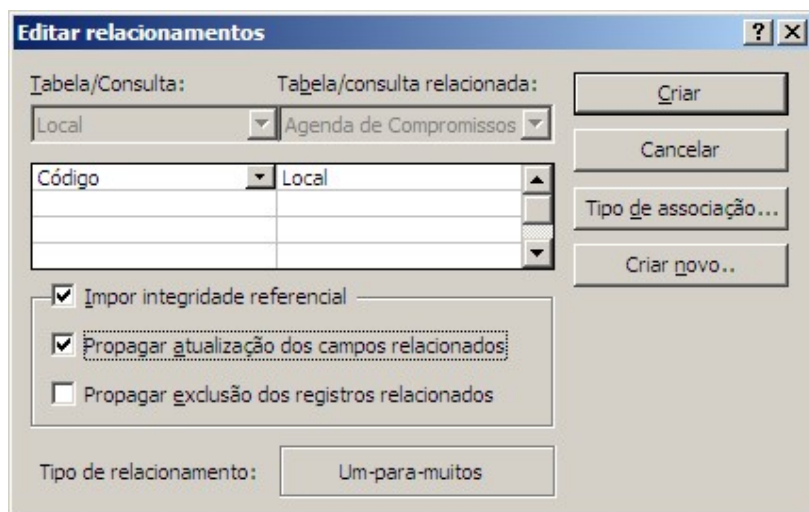 Editar relacionamentos
Tabela/Consulta: Tabela/consulta relacionada:
Local Agenda de Compromissos
Código Local
Criar
Cancelar
Tipo de associação...
Criar novo..
Impor integridade referencial
Propagar atualização dos campos relacionados
Propagar exclusão dos registros relacionados
Tipo de relacionamento: Um-para-muitos